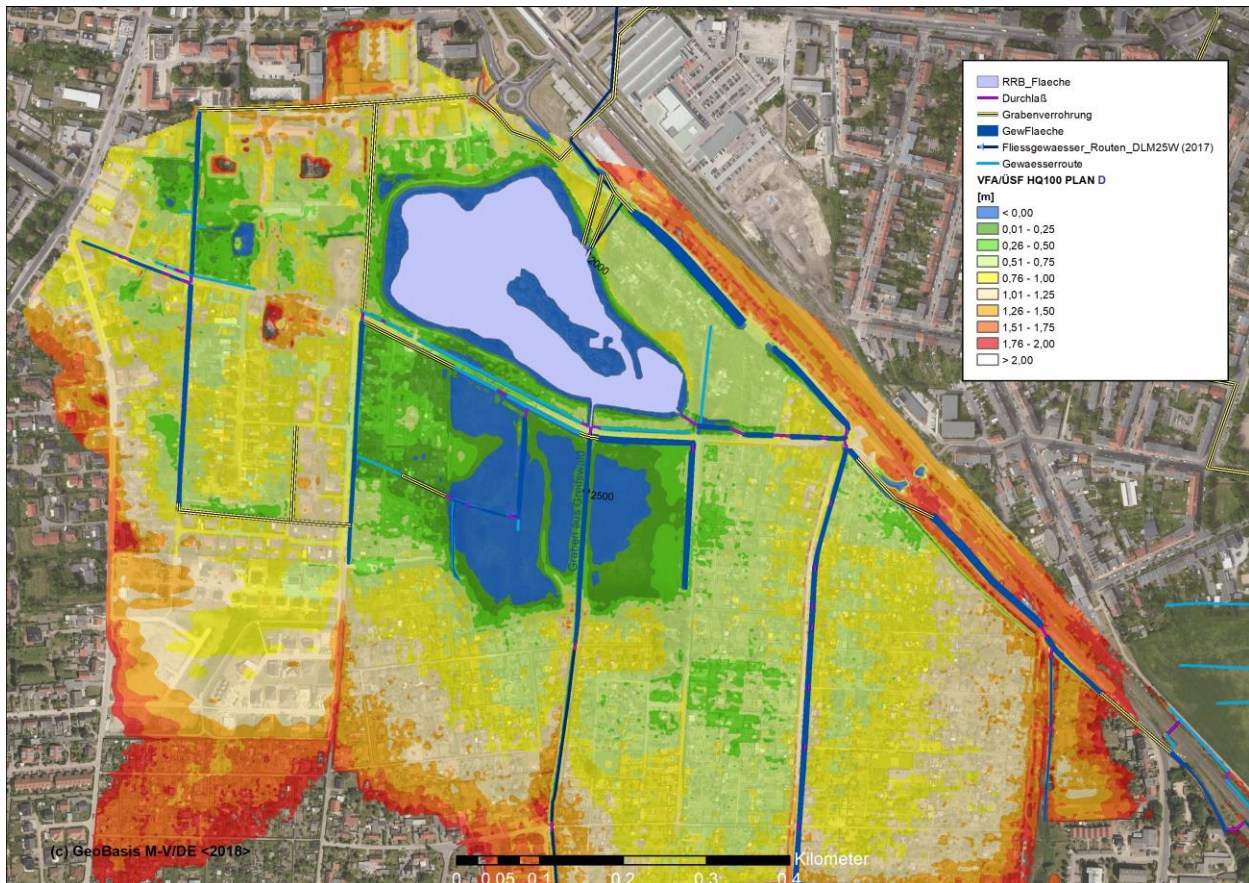 RRB_Flaeche
Durchlaß
Grabenverrohrung
GewFlaeche
Fliessgewaesser_Routen_DLM25W (2017)
Gewaesserroute
VFA/ÜSF HQ100 PLAN D
[m]
< 0,00
0,01 - 0,25
0,26 - 0,50
0,51 - 0,75
0,76 - 1,00
1,01 - 1,25
1,26 - 1,50
1,51 - 1,75
1,76 - 2,00
> 2,00
2000
2500
Graben aus Greifswald
(c) GeoBasis M-V/DE <2018>
Kilometer
0 0,05 0,1 0,2 0,3 0,4